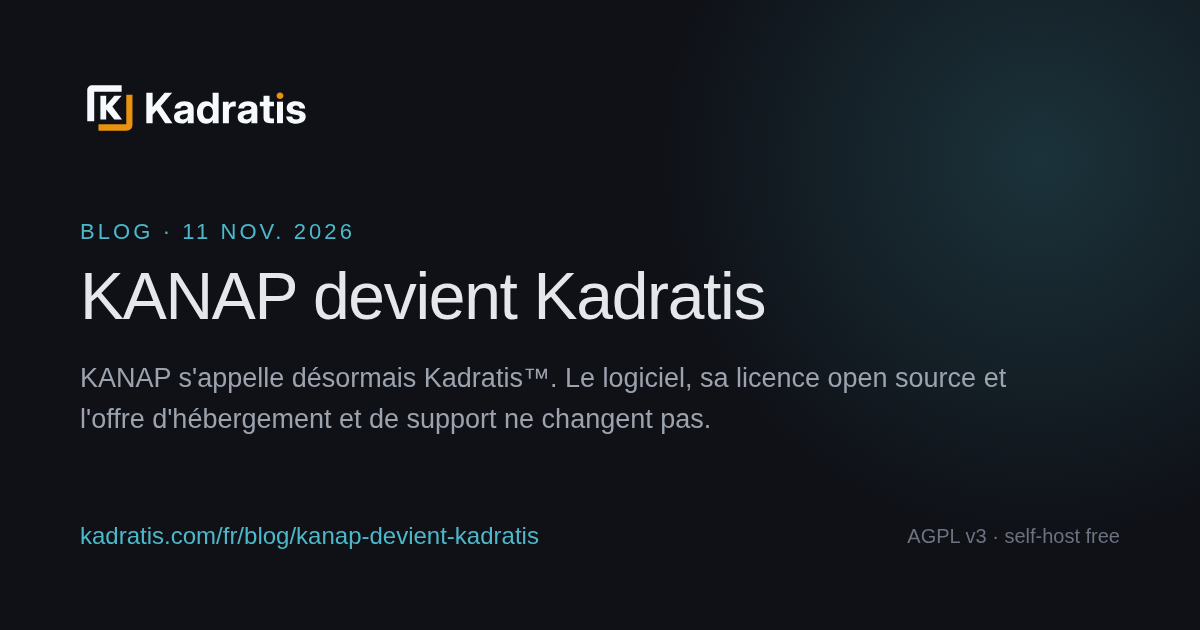 K Kadratis
BLOG · 11 NOV. 2026
KANAP devient Kadratis
KANAP s'appelle désormais Kadratis™. Le logiciel, sa licence open source et
l'offre d'hébergement et de support ne changent pas.
kadratis.com/fr/blog/kanap-devient-kadratis
AGPL v3 · self-host free